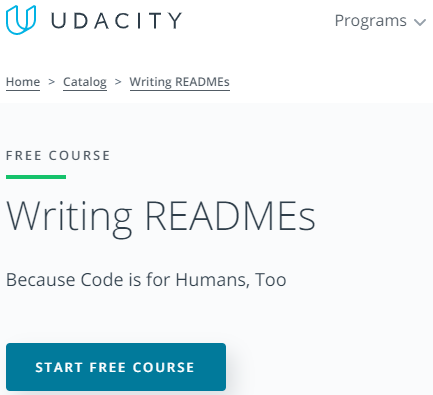 UDACITY
Programs
Home > Catalog > Writing READMEs
FREE COURSE
Writing READMEs
Because Code is for Humans, Too
START FREE COURSE